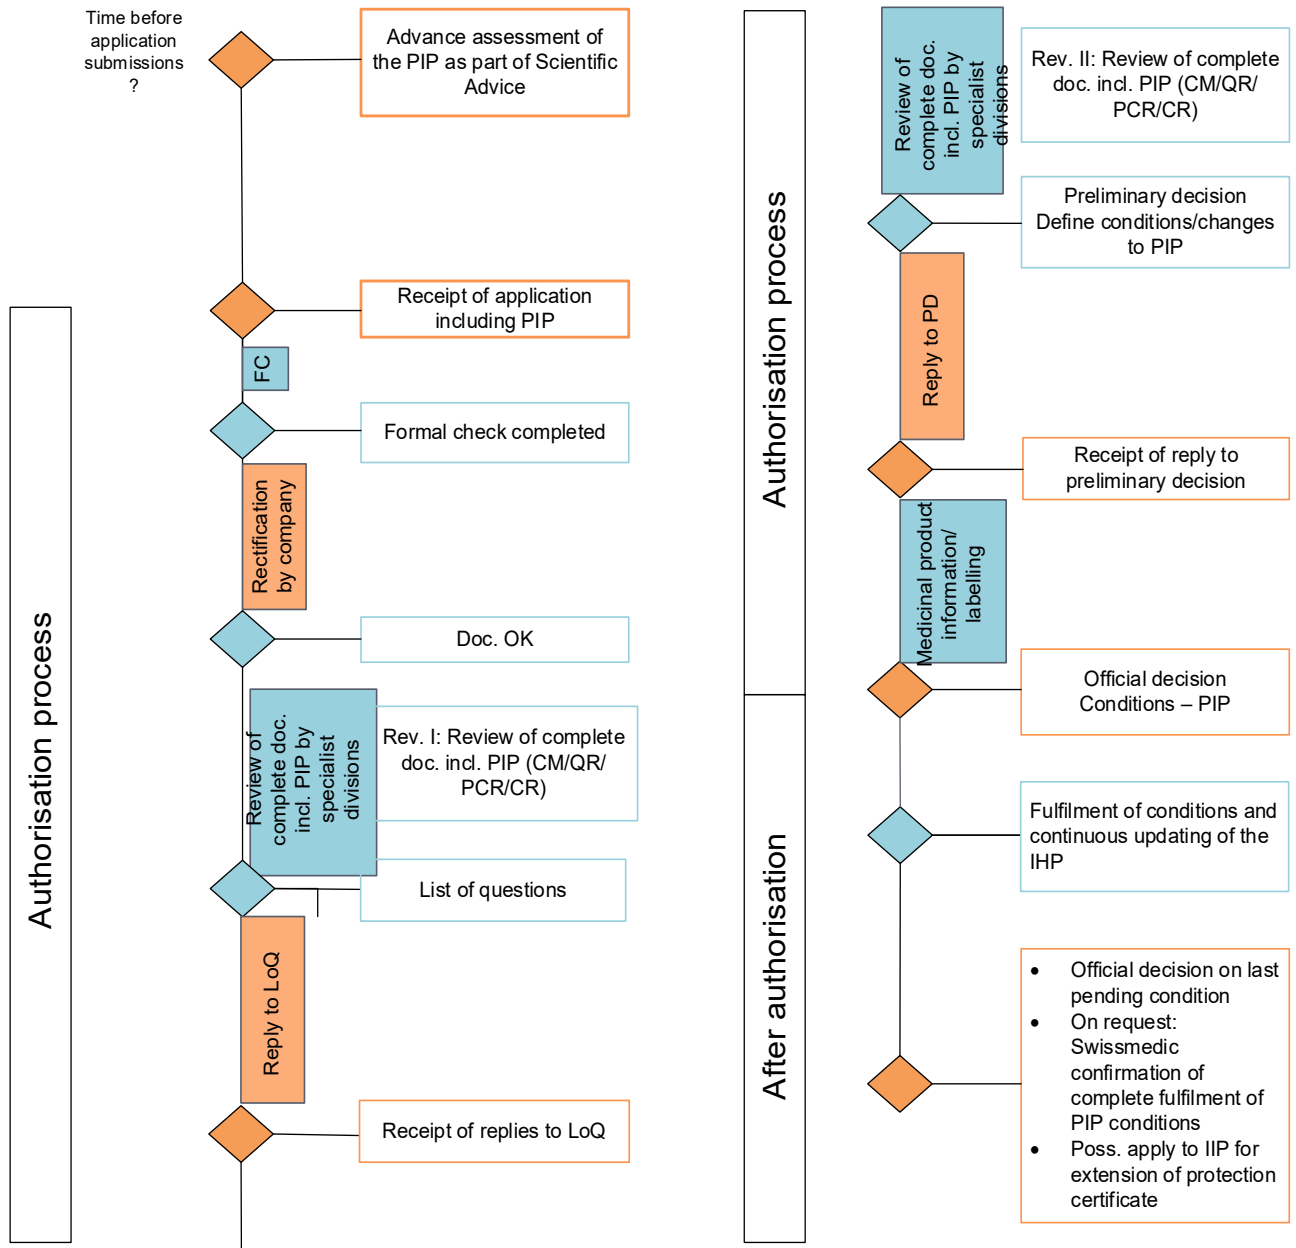 Time before
application
submissions
?
Advance assessment of
the PIP as part of Scientific
Advice
Authorisation process
Receipt of application
including PIP
FC
Formal check completed
Rectification
by company
Doc. OK
Review of
complete doc.
incl. PIP by
specialist
divisions
Rev. I: Review of complete
doc. incl. PIP (CM/QR/
PCR/CR)
List of questions
Reply to LoQ
Receipt of replies to LoQ
Authorisation process
Review of
complete doc.
incl. PIP by
specialist
divisions
Rev. II: Review of complete
doc. incl. PIP (CM/QR/
PCR/CR)
Preliminary decision
Define conditions/changes
to PIP
Reply to PD
Receipt of reply to
preliminary decision
Medicinal product
information/
labelling
Official decision
Conditions – PIP
After authorisation
Fulfilment of conditions and
continuous updating of the
IHP
• Official decision on last
pending condition
• On request:
Swissmedic
confirmation of
complete fulfilment of
PIP conditions
• Poss. apply to IIP for
extension of protection
certificate